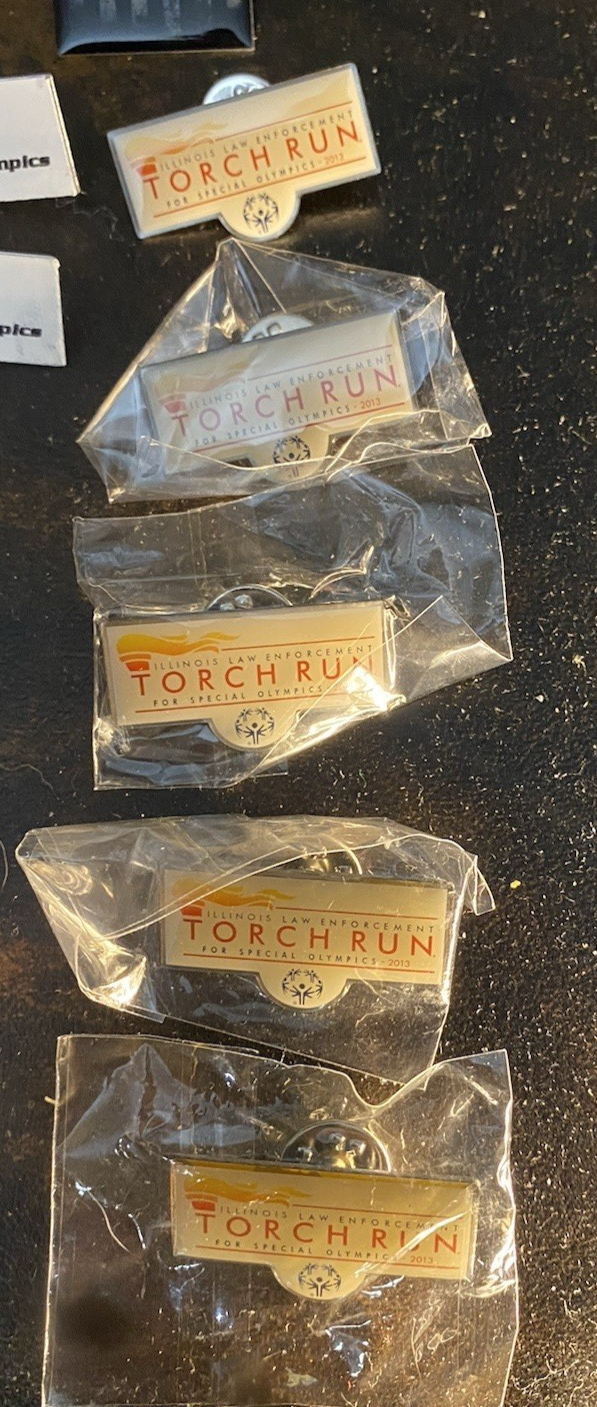 mpics
ILLINOIS LAW ENFORCEMENT
TORCH RUN
FOR SPECIAL OLYMPICS - 2013
pics
ILLINOIS LAW ENFORCEMENT
TORCH RUN
FOR SPECIAL OLYMPICS - 2013
ILLINOIS LAW ENFORCEMENT
TORCH RUN
FOR SPECIAL OLYMPICS
ILLINOIS LAW ENFORCEMENT
TORCH RUN
FOR SPECIAL OLYMPICS - 2013
ILLINOIS LAW ENFORCEMENT
TORCH RUN
FOR SPECIAL OLYMPICS 2013